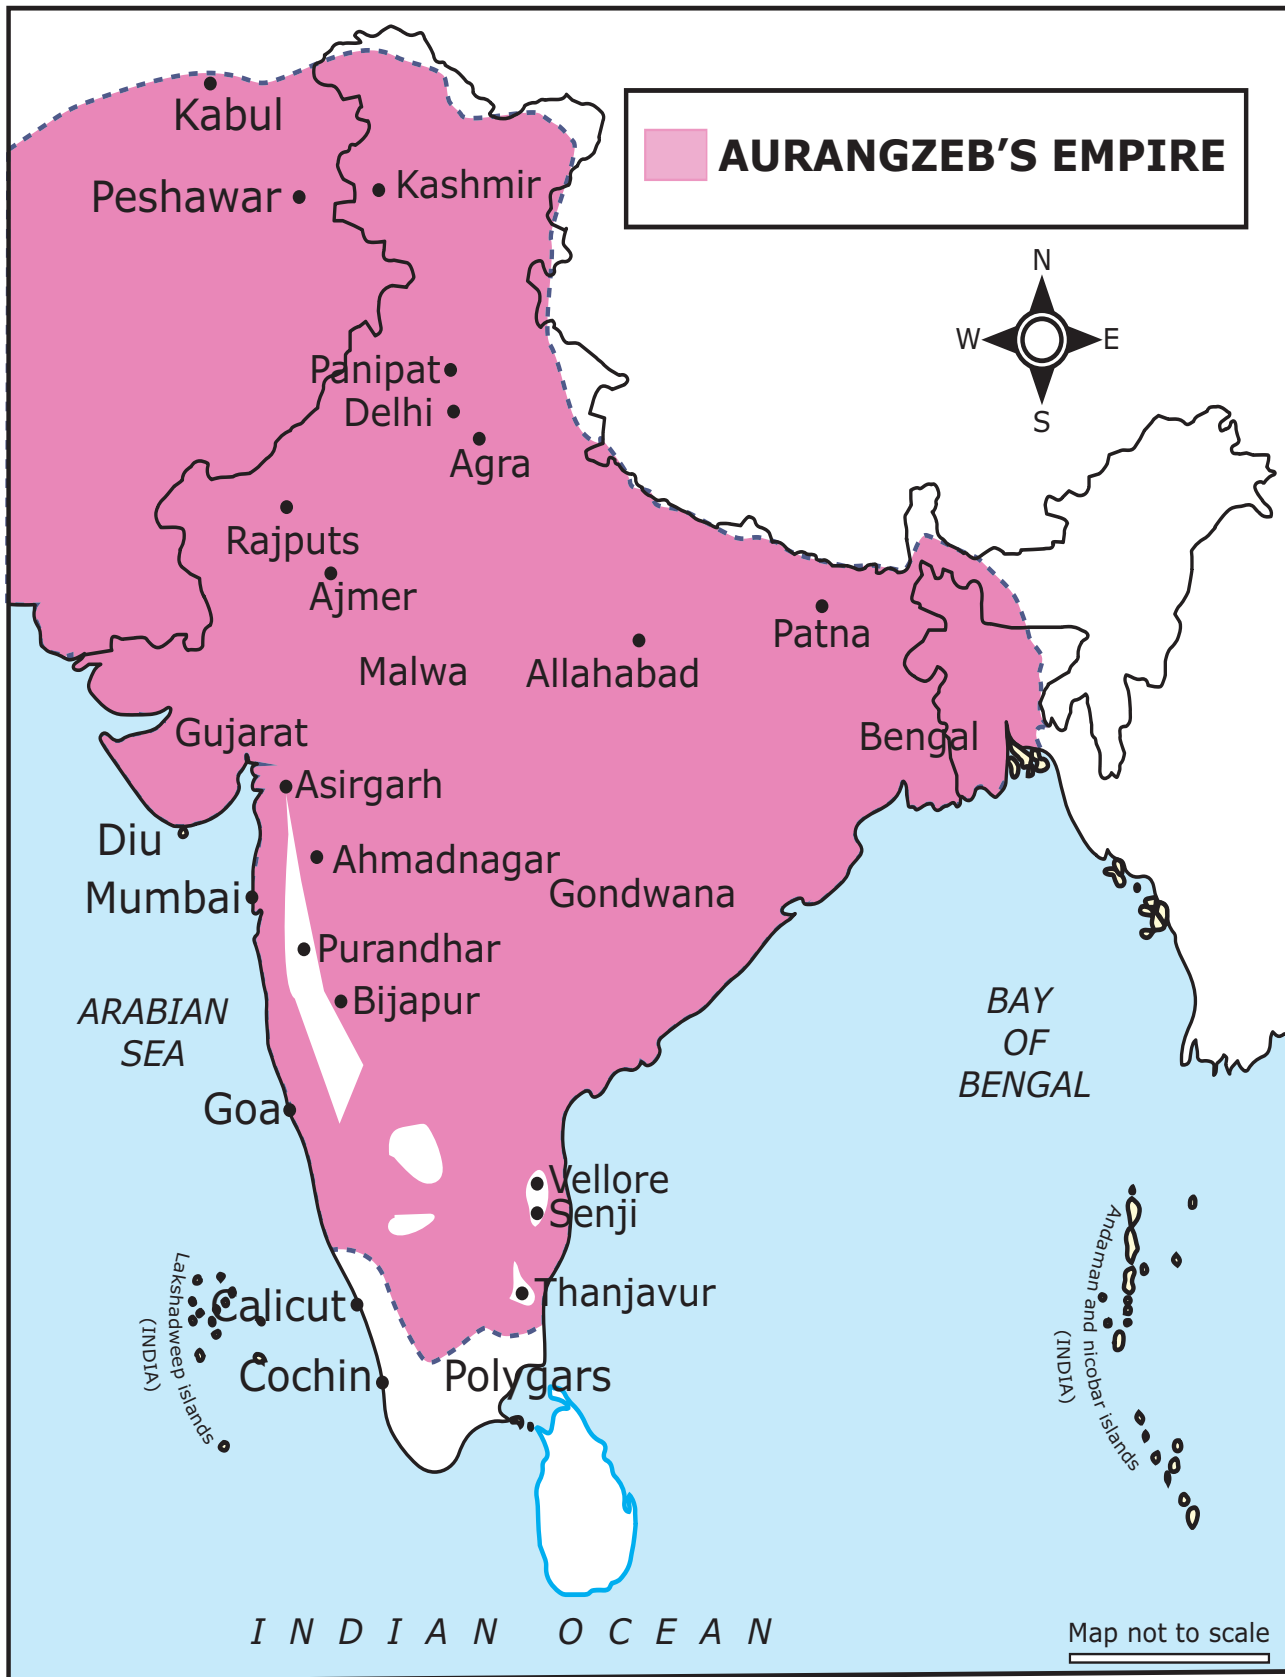 Kabul
AURANGZEB’S EMPIRE
Peshawar
Kashmir
N
W
E
S
Panipat
Delhi
Agra
Rajputs
Ajmer
Patna
Malwa
Allahabad
Gujarat
Bengal
Asirgarh
Diu
Ahmadnagar
Mumbai
Gondwana
Purandhar
Bijapur
ARABIAN
SEA
BAY
OF
BENGAL
Goa
Vellore
Senji
Thanjavur
Calicut
Lakshadweep islands
(INDIA)
Andaman and nicobar islands
(INDIA)
Cochin
Polygars
INDIAN OCEAN
Map not to scale